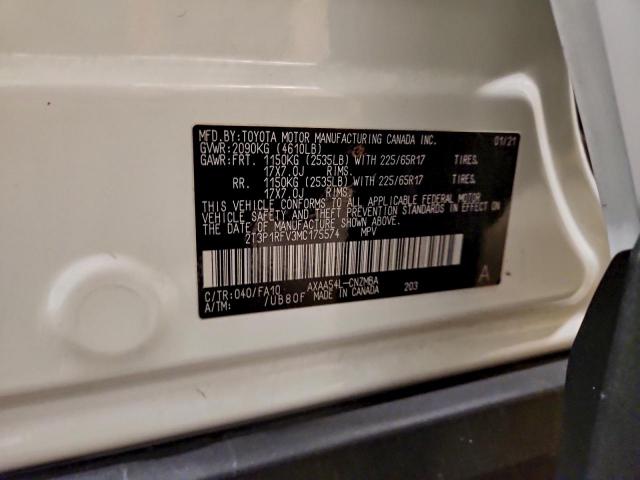 MFD.BY:TOYOTA MOTOR MANUFACTURING CANADA INC. 01/21
GVWR:2090KG (4610LB)
GAWR:FRT. 1150KG (2535LB) WITH 225/65R17 TIRES.
17X7.0J RIMS.
RR. 1150KG (2535LB) WITH 225/65R17 TIRES.
17X7.0J RIMS.
THIS VEHICLE CONFORMS TO ALL APPLICABLE FEDERAL MOTOR
VEHICLE SAFETY AND THEFT PREVENTION STANDARDS IN EFFECT ON
THE DATE OF MANUFACTURE SHOWN ABOVE.
2T3P1RFV3MC175574 MPV
C/TR:040/FA10 AXAA54L-CNZMBA 203 A
A/TM: /UB80F MADE IN CANADA